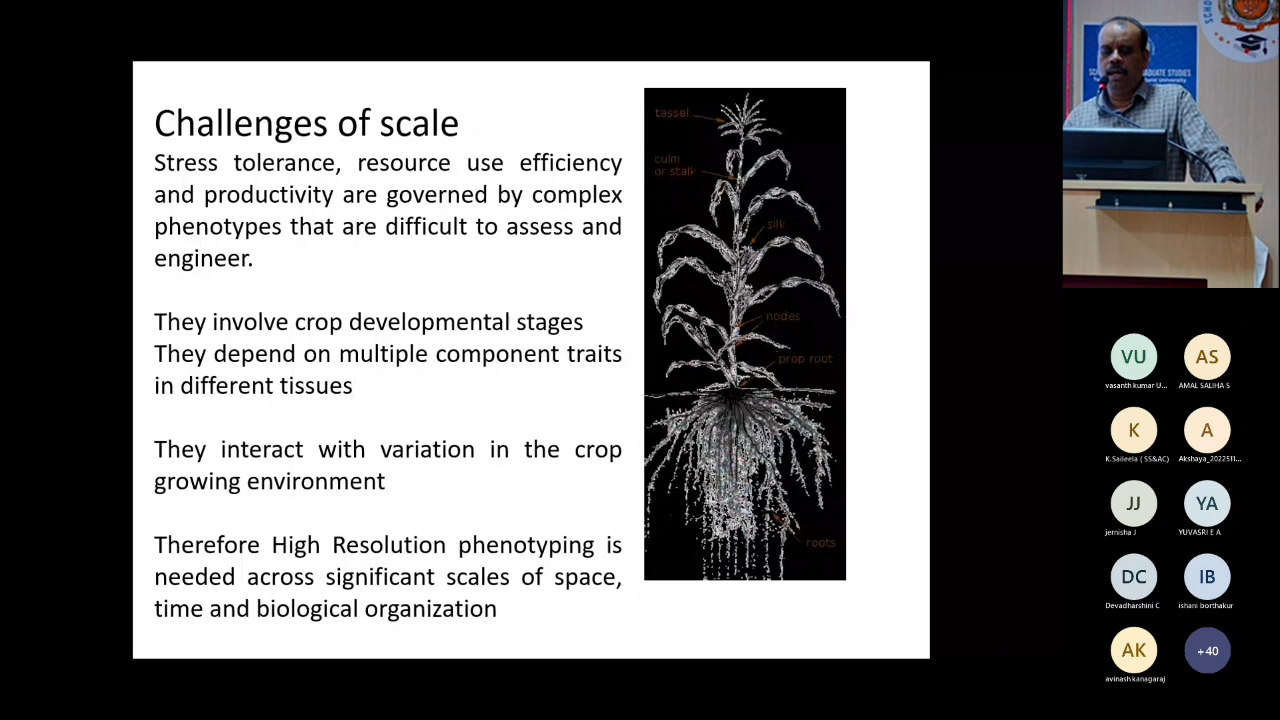 Challenges of scale
Stress tolerance, resource use efficiency
and productivity are governed by complex
phenotypes that are difficult to assess and
engineer.
They involve crop developmental stages
They depend on multiple component traits
in different tissues
They interact with variation in the crop
growing environment
Therefore High Resolution phenotyping is
needed across significant scales of space,
time and biological organization
tassel
culm
or stalk
silk
nodes
prop root
roots
VU
vasanth kumar U...
AS
AMAL SALIHA S
K
K.Saileela ( SS&AC)
A
Akshaya_2022511...
JJ
jernisha J
YA
YUVASRI E A
DC
Devadharshini C
IB
ishani borthakur
AK
avinash kanagaraj
+40